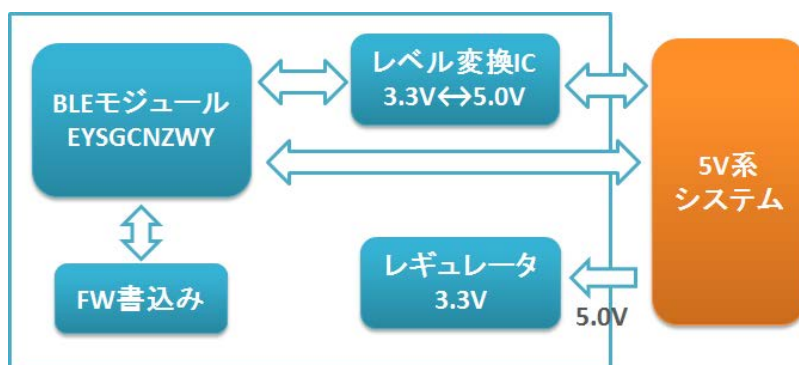 BLEモジュール
EYSGCNZWY
レベル変換IC
3.3V↔5.0V
5V系
システム
FW書込み
レギュレータ
3.3V
5.0V